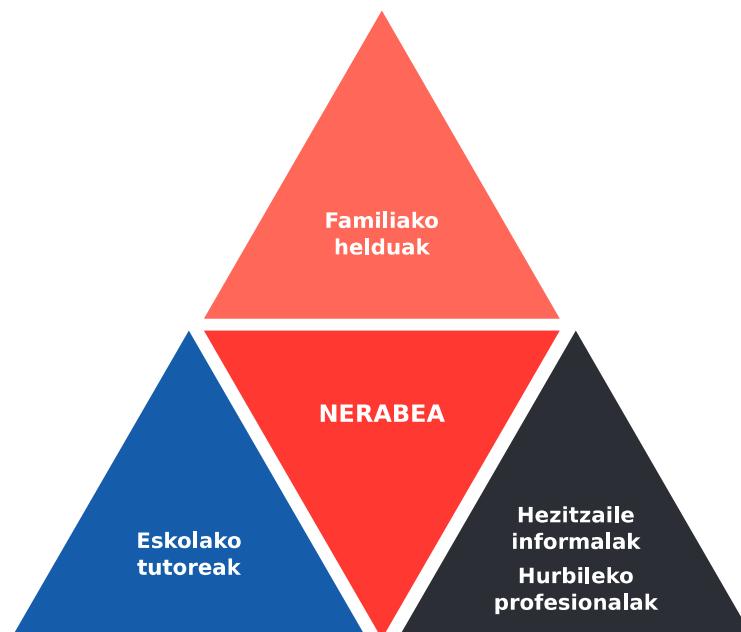 Familiako
helduak
NERABEA
Eskolako
tutoreak
Hezitzaile
informalak
Hurbileko
profesionalak